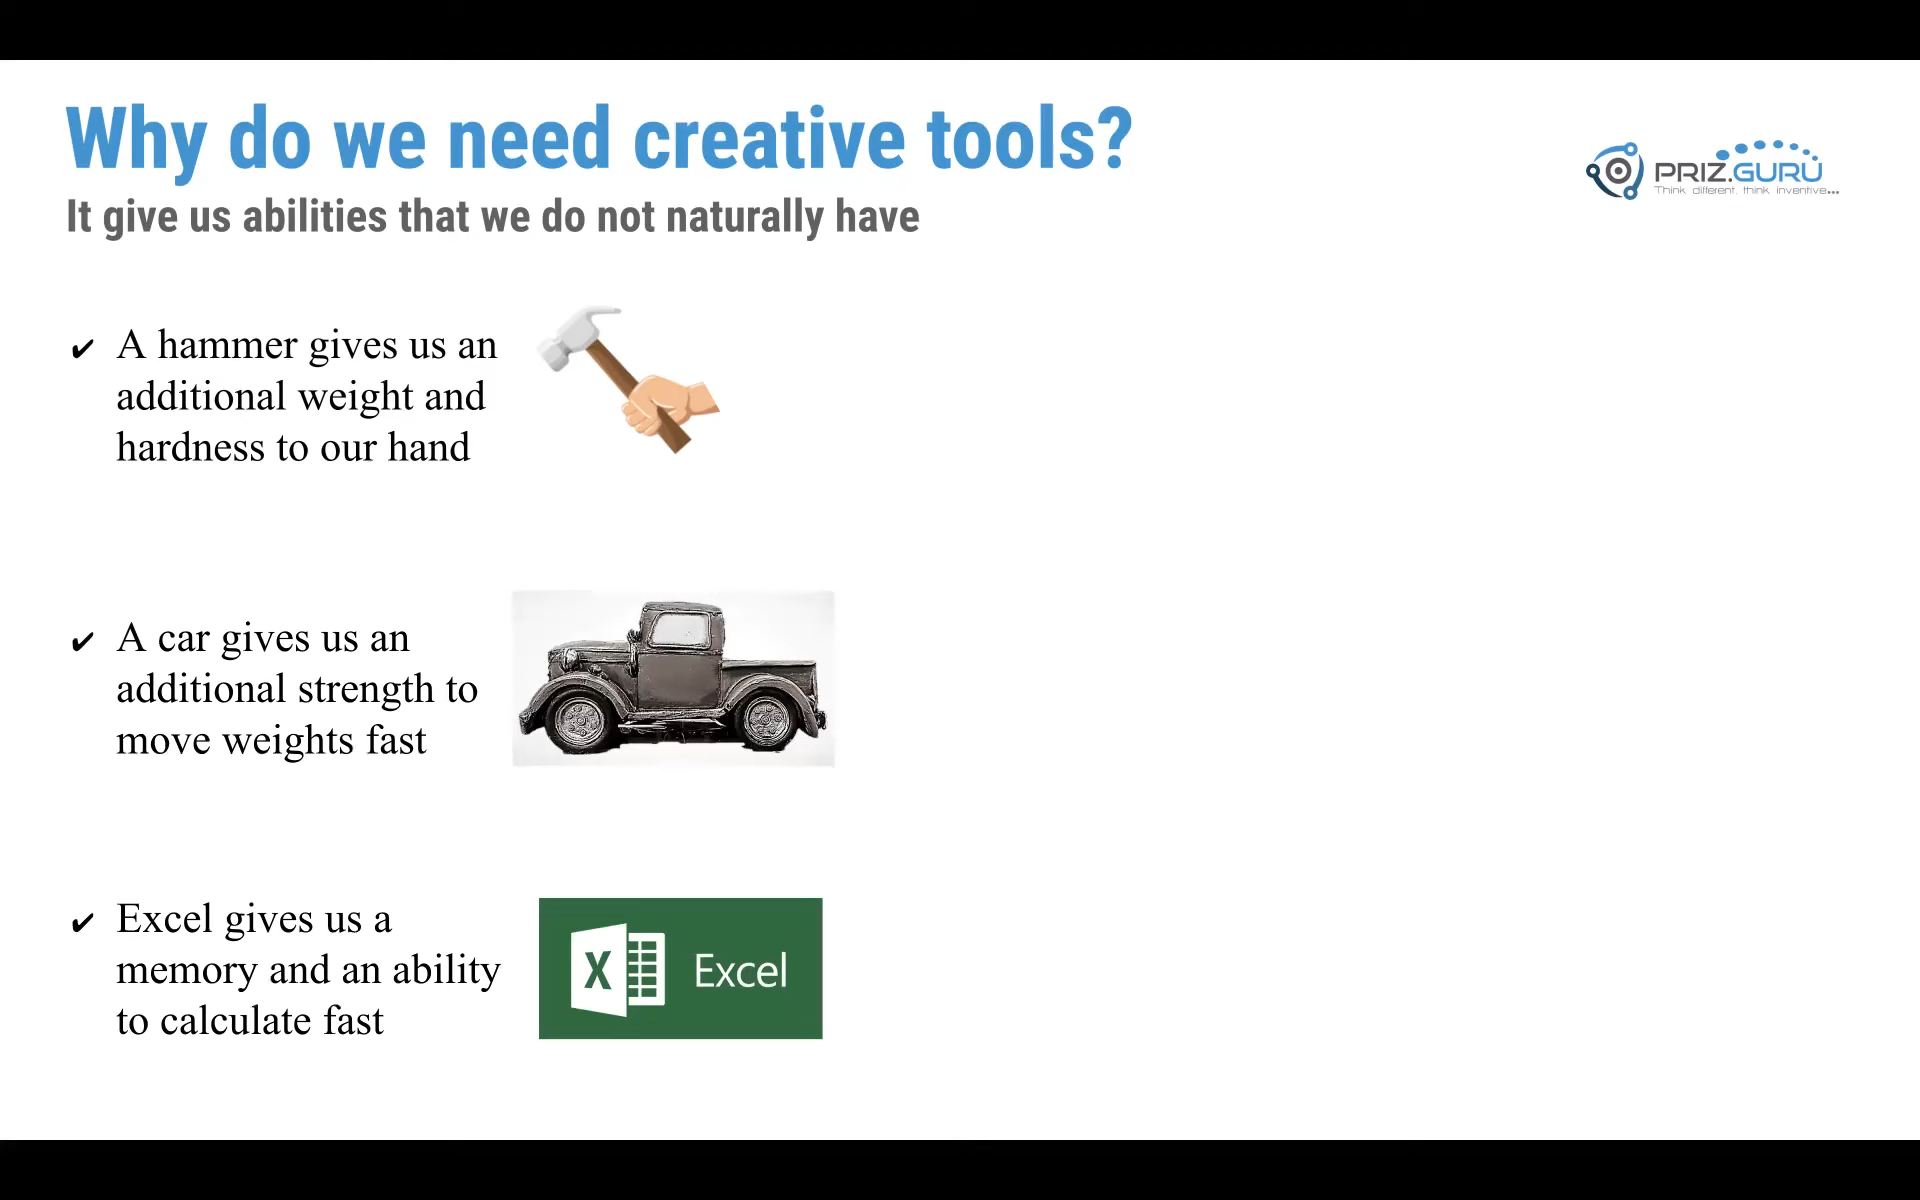 Why do we need creative tools?
PRIZ.GURU
Think different, think inventive...
It give us abilities that we do not naturally have
✔ A hammer gives us an
additional weight and
hardness to our hand
✔ A car gives us an
additional strength to
move weights fast
✔ Excel gives us a
memory and an ability
to calculate fast
X Excel